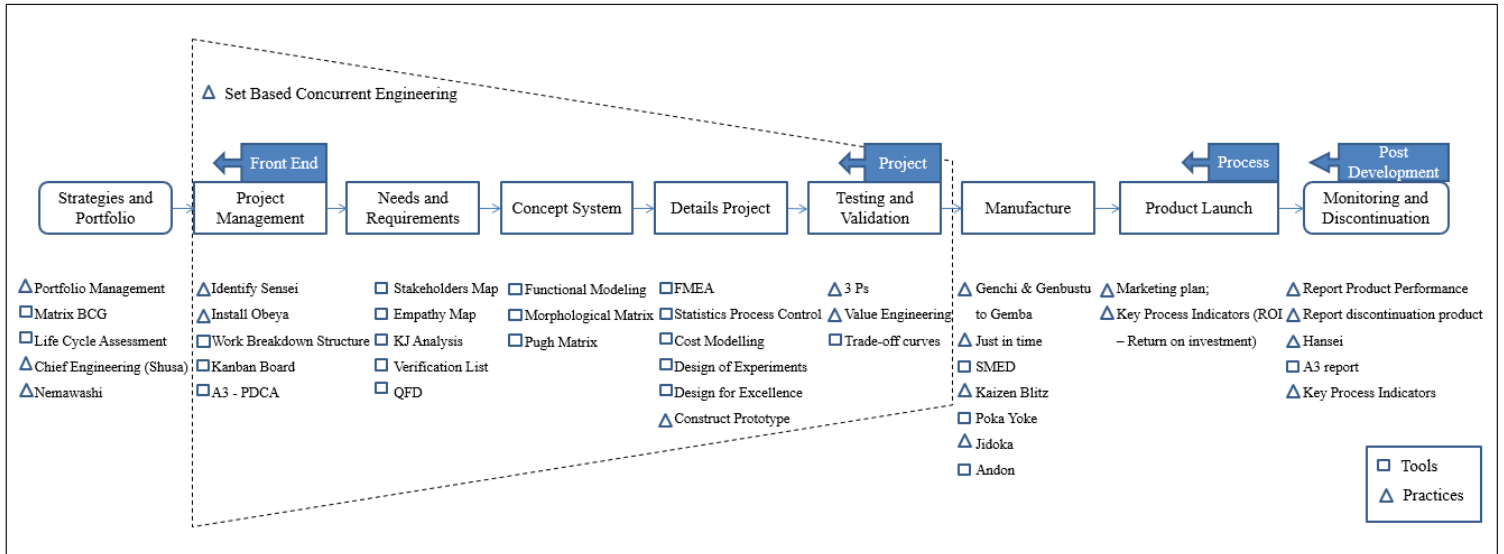 Set Based Concurrent Engineering
Front End
Project
Process
Post
Development
Strategies and
Portfolio
Project
Management
Needs and
Requirements
Concept System
Details Project
Testing and
Validation
Manufacture
Product Launch
Monitoring and
Discontinuation
Portfolio Management
Matrix BCG
Life Cycle Assessment
Chief Engineering (Shusa)
Nemawashi
Identify Sensei
Install Obeya
Work Breakdown Structure
Kanban Board
A3 - PDCA
Stakeholders Map
Empathy Map
KJ Analysis
Verification List
QFD
Functional Modeling
Morphological Matrix
Pugh Matrix
FMEA
Statistics Process Control
Cost Modelling
Design of Experiments
Design for Excellence
Construct Prototype
3 Ps
Value Engineering
Trade-off curves
Genchi & Genbustu
to Gemba
Just in time
SMED
Kaizen Blitz
Poka Yoke
Jidoka
Andon
Marketing plan;
Key Process Indicators (ROI
– Return on investment)
Report Product Performance
Report discontinuation product
Hansei
A3 report
Key Process Indicators
Tools
Practices